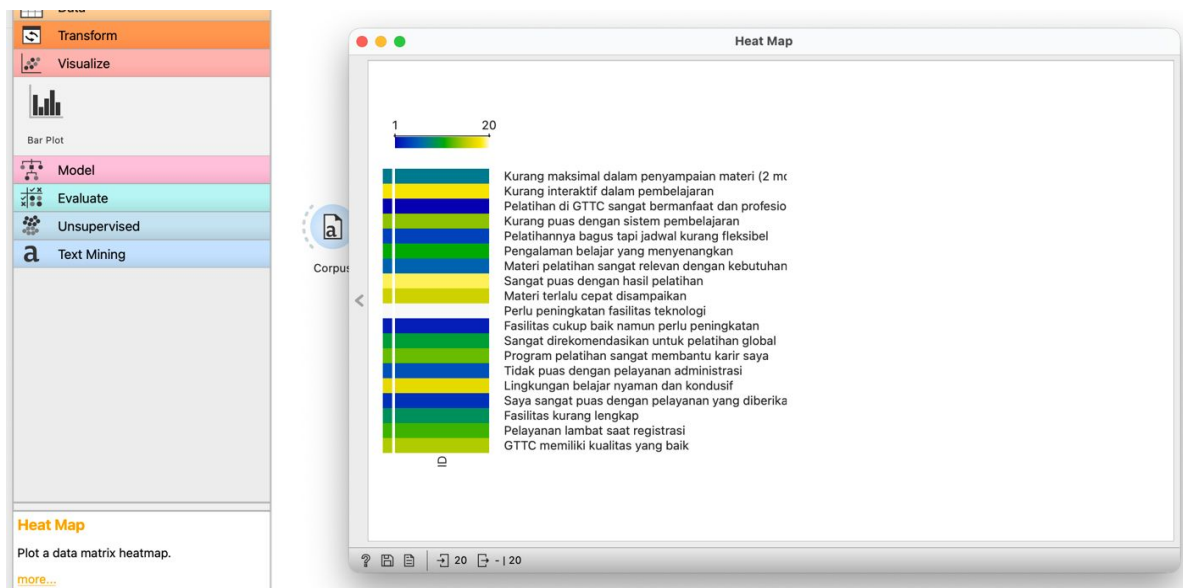 Data
Transform
Visualize
Bar Plot
Model
Evaluate
Unsupervised
a Text Mining
Heat Map
Plot a data matrix heatmap.
more...
a
Corpus
Heat Map
1 20
Kurang maksimal dalam penyampaian materi (2 mo
Kurang interaktif dalam pembelajaran
Pelatihan di GTTC sangat bermanfaat dan profesio
Kurang puas dengan sistem pembelajaran
Pelatihannya bagus tapi jadwal kurang fleksibel
Pengalaman belajar yang menyenangkan
Materi pelatihan sangat relevan dengan kebutuhan
Sangat puas dengan hasil pelatihan
Materi terlalu cepat disampaikan
Perlu peningkatan fasilitas teknologi
Fasilitas cukup baik namun perlu peningkatan
Sangat direkomendasikan untuk pelatihan global
Program pelatihan sangat membantu karir saya
Tidak puas dengan pelayanan administrasi
Lingkungan belajar nyaman dan kondusif
Saya sangat puas dengan pelayanan yang diberika
Fasilitas kurang lengkap
Pelayanan lambat saat registrasi
GTTC memiliki kualitas yang baik
ID
? 20 - | 20